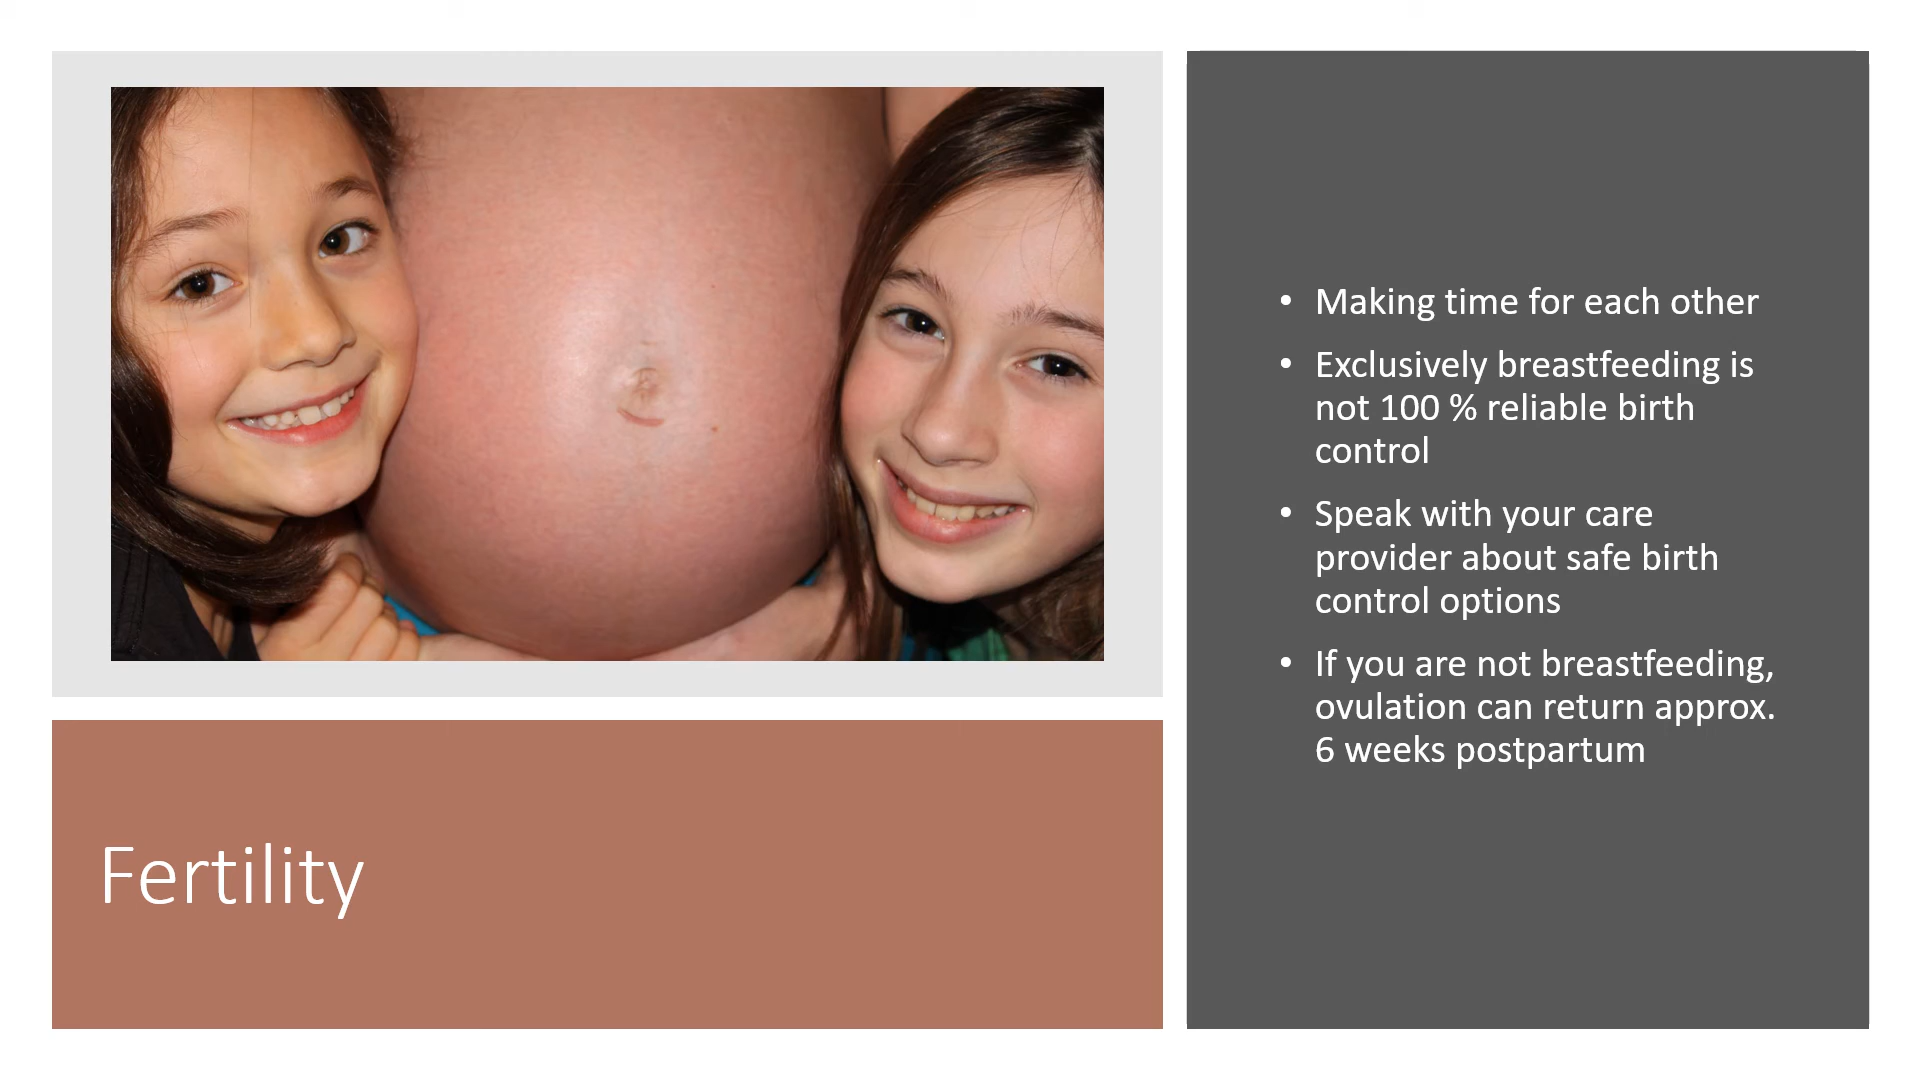 Fertility
• Making time for each other
• Exclusively breastfeeding is
not 100 % reliable birth
control
• Speak with your care
provider about safe birth
control options
• If you are not breastfeeding,
ovulation can return approx.
6 weeks postpartum